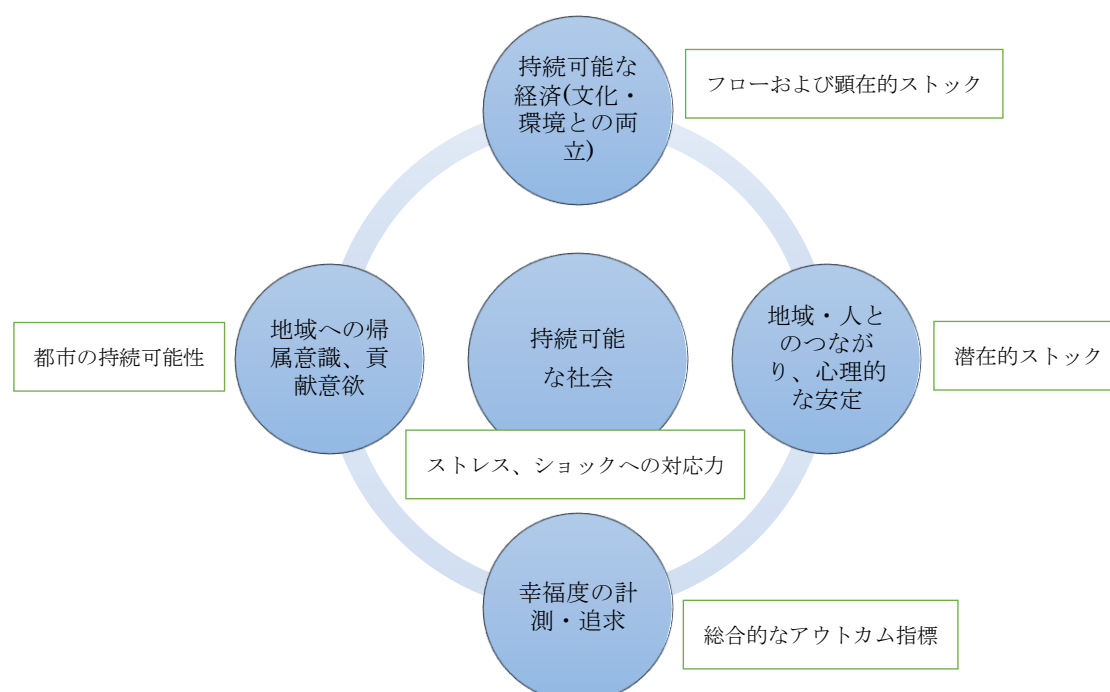 持続可能な
経済(文化・
環境との両
立)
フローおよび顕在的ストック
地域への帰
属意識、貢
献意欲
都市の持続可能性
持続可能
な社会
地域・人と
のつなが
り、心理的
な安定
潜在的ストック
ストレス、ショックへの対応力
幸福度の計
測・追求
総合的なアウトカム指標